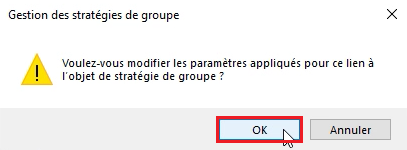 Gestion des stratégies de groupe
Voulez-vous modifier les paramètres appliqués pour ce lien à
l'objet de stratégie de groupe ?
OK
Annuler